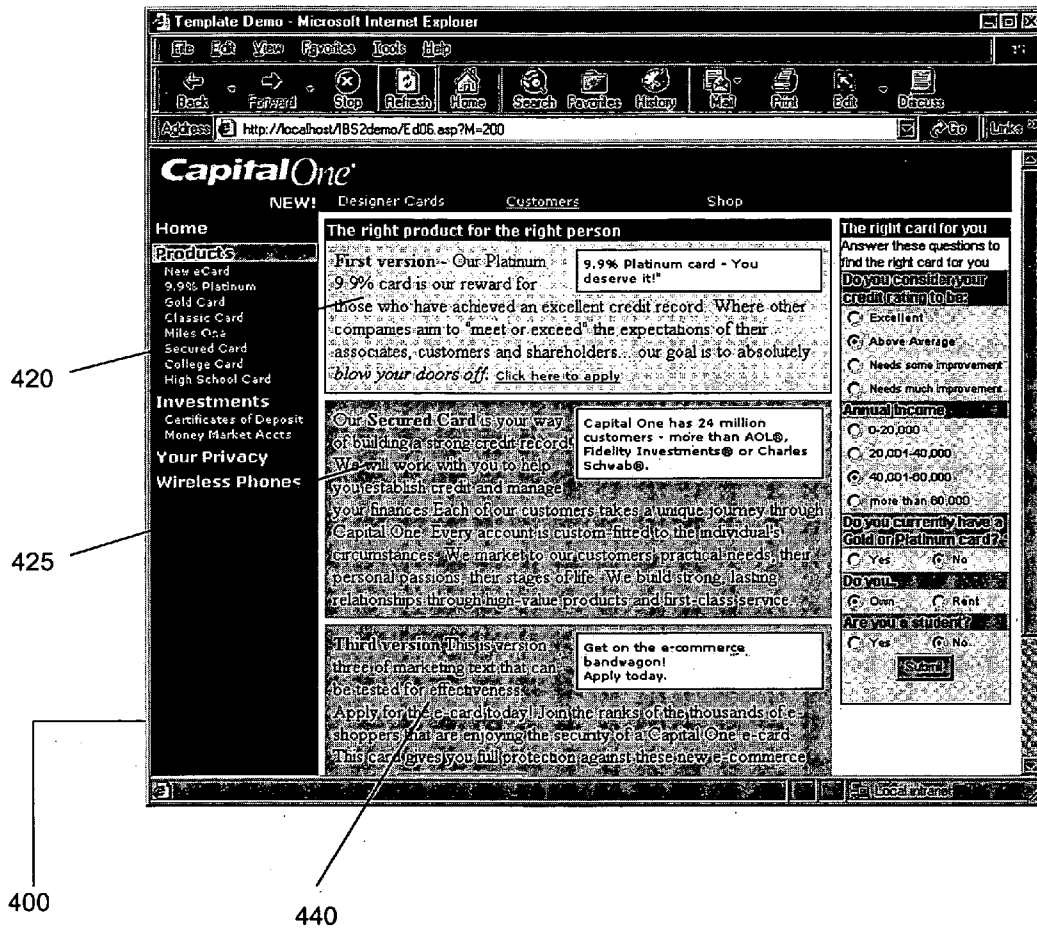 Template Demo - Microsoft Internet Explorer
File Edit View Favorites Tools Help
Back Forward Stop Refresh Home Search Favorites History Mail Print Edit Discuss
Address http://localhost/IBS2demo/Ed06.asp?M=200 Go Links
CapitalOne
NEW! Designer Cards Customers Shop
Home
Products
New eCard
9.9% Platinum
Gold Card
Classic Card
Miles One
Secured Card
College Card
High School Card
Investments
Certificates of Deposit
Money Market Accts
Your Privacy
Wireless Phones
The right product for the right person
First version - Our Platinum
9.9% card is our reward for
those who have achieved an excellent credit record. Where other
companies aim to "meet or exceed" the expectations of their
associates, customers and shareholders... our goal is to absolutely
blow your doors off. Click here to apply
9.9% Platinum card - You
deserve it!"
Our Secured Card is your way
of building a strong credit record.
We will work with you to help
you establish credit and manage
your finances.Each of our customers takes a unique journey through
Capital One. Every account is custom-fitted to the individual's
circumstances. We market to our customers' practical needs, their
personal passions, their stages of life. We build strong, lasting
relationships through high-value products and first-class service.
Capital One has 24 million
customers - more than AOL®,
Fidelity Investments® or Charles
Schwab®.
Third version This is version
three of marketing text that can
be tested for effectiveness.
Apply for the e-card today! Join the ranks of the thousands of e
shoppers that are enjoying the security of a Capital One e-card.
This card gives you full protection against these new e-commerce
Get on the e-commerce
bandwagon!
Apply today.
The right card for you
Answer these questions to
find the right card for you
Do you consider your
credit rating to be:
Excellent
Above Average
Needs some improvement
Needs much improvement
Annual Income
0-20,000
20,001-40,000
40,001-60,000
more than 60,000
Do you currently have a
Gold or Platinum card?
Yes No
Do you...
Own Rent
Are you a student?
Yes No
Submit
Local intranet
420
425
400
440